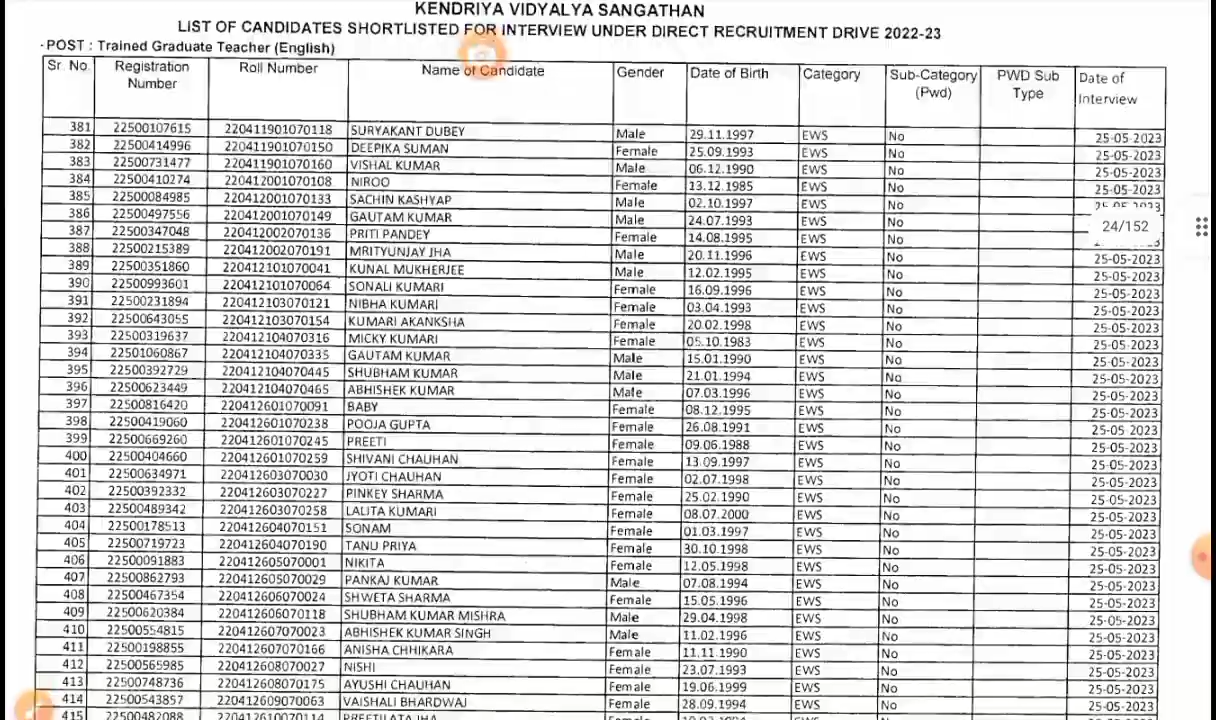 KENDRIYA VIDYALYA SANGATHAN
LIST OF CANDIDATES SHORTLISTED FOR INTERVIEW UNDER DIRECT RECRUITMENT DRIVE 2022-23
POST : Trained Graduate Teacher (English)
Sr. No. Registration Number Roll Number Name of Candidate Gender Date of Birth Category Sub-Category (Pwd) PWD Sub Type Date of Interview
381 22500107615 220411901070118 SURYAKANT DUBEY Male 29.11.1997 EWS No 25-05-2023
382 22500414996 220411901070150 DEEPIKA SUMAN Female 25.09.1993 EWS No 25-05-2023
383 22500731477 220411901070160 VISHAL KUMAR Male 06.12.1990 EWS No 25-05-2023
384 22500410274 220412001070108 NIROO Female 13.12.1985 EWS No 25-05-2023
385 22500084985 220412001070133 SACHIN KASHYAP Male 02.10.1997 EWS No
386 22500497556 220412001070149 GAUTAM KUMAR Male 24.07.1993 EWS No
24/152
387 22500347048 220412002070136 PRITI PANDEY Female 14.08.1995 EWS No
388 22500215389 220412002070191 MRITYUNJAY JHA Male 20.11.1996 EWS No 25-05-2023
389 22500351860 220412101070041 KUNAL MUKHERJEE Male 12.02.1995 EWS No 25-05-2023
390 22500993601 220412101070064 SONALI KUMARI Female 16.09.1996 EWS No 25-05-2023
391 22500231894 220412103070121 NIBHA KUMARI Female 03.04.1993 EWS No 25-05-2023
392 22500643055 220412103070154 KUMARI AKANKSHA Female 20.02.1998 EWS No 25-05-2023
393 22500319637 220412104070316 MICKY KUMARI Female 05.10.1983 EWS No 25-05-2023
394 22501060867 220412104070335 GAUTAM KUMAR Male 15.01.1990 EWS No 25-05-2023
395 22500392729 220412104070445 SHUBHAM KUMAR Male 21.01.1994 EWS No 25-05-2023
396 22500623449 220412104070465 ABHISHEK KUMAR Male 07.03.1996 EWS No 25-05-2023
397 22500816420 220412601070091 BABY Female 08.12.1995 EWS No 25-05-2023
398 22500419060 220412601070238 POOJA GUPTA Female 26.08.1991 EWS No 25-05-2023
399 22500669260 220412601070245 PREETI Female 09.06.1988 EWS No 25-05-2023
400 22500404660 220412601070259 SHIVANI CHAUHAN Female 13.09.1997 EWS No 25-05-2023
401 22500634971 220412603070030 JYOTI CHAUHAN Female 02.07.1998 EWS No 25-05-2023
402 22500392332 220412603070227 PINKEY SHARMA Female 25.02.1990 EWS No 25-05-2023
403 22500489342 220412603070258 LALITA KUMARI Female 08.07.2000 EWS No 25-05-2023
404 22500178513 220412604070151 SONAM Female 01.03.1997 EWS No 25-05-2023
405 22500719723 220412604070190 TANU PRIYA Female 30.10.1998 EWS No 25-05-2023
406 22500091883 220412605070001 NIKITA Female 12.05.1998 EWS No 25-05-2023
407 22500862793 220412605070029 PANKAJ KUMAR Male 07.08.1994 EWS No 25-05-2023
408 22500467354 220412606070024 SHWETA SHARMA Female 15.05.1996 EWS No 25-05-2023
409 22500620384 220412606070118 SHUBHAM KUMAR MISHRA Male 29.04.1998 EWS No 25-05-2023
410 22500554815 220412607070023 ABHISHEK KUMAR SINGH Male 11.02.1996 EWS No 25-05-2023
411 22500198855 220412607070166 ANISHA CHHIKARA Female 11.11.1990 EWS No 25-05-2023
412 22500565985 220412608070027 NISHI Female 23.07.1993 EWS No 25-05-2023
413 22500748736 220412608070175 AYUSHI CHAUHAN Female 19.06.1999 EWS No 25-05-2023
414 22500543857 220412609070063 VAISHALI BHARDWAJ Female 28.09.1994 EWS No 25-05-2023
415 22500482088 220412610070114 PREETILATA JHA Female